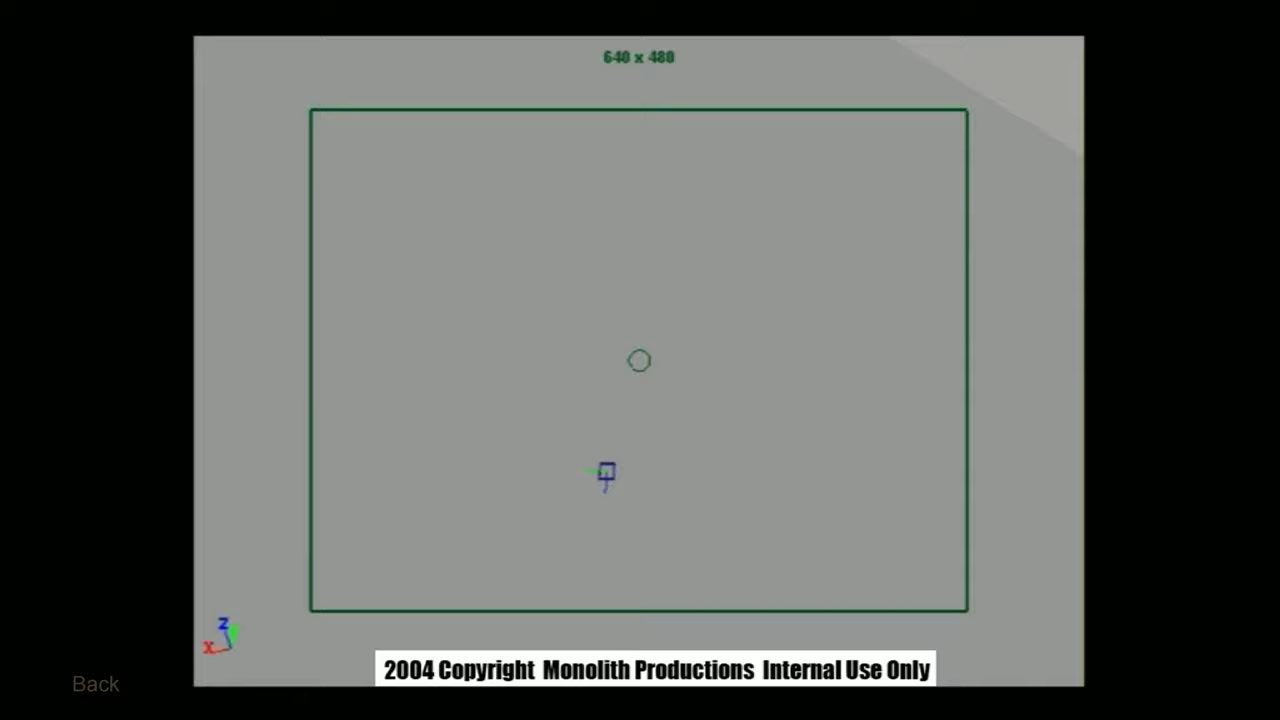 640 x 480
z
x
2004 Copyright Monolith Productions Internal Use Only
Back